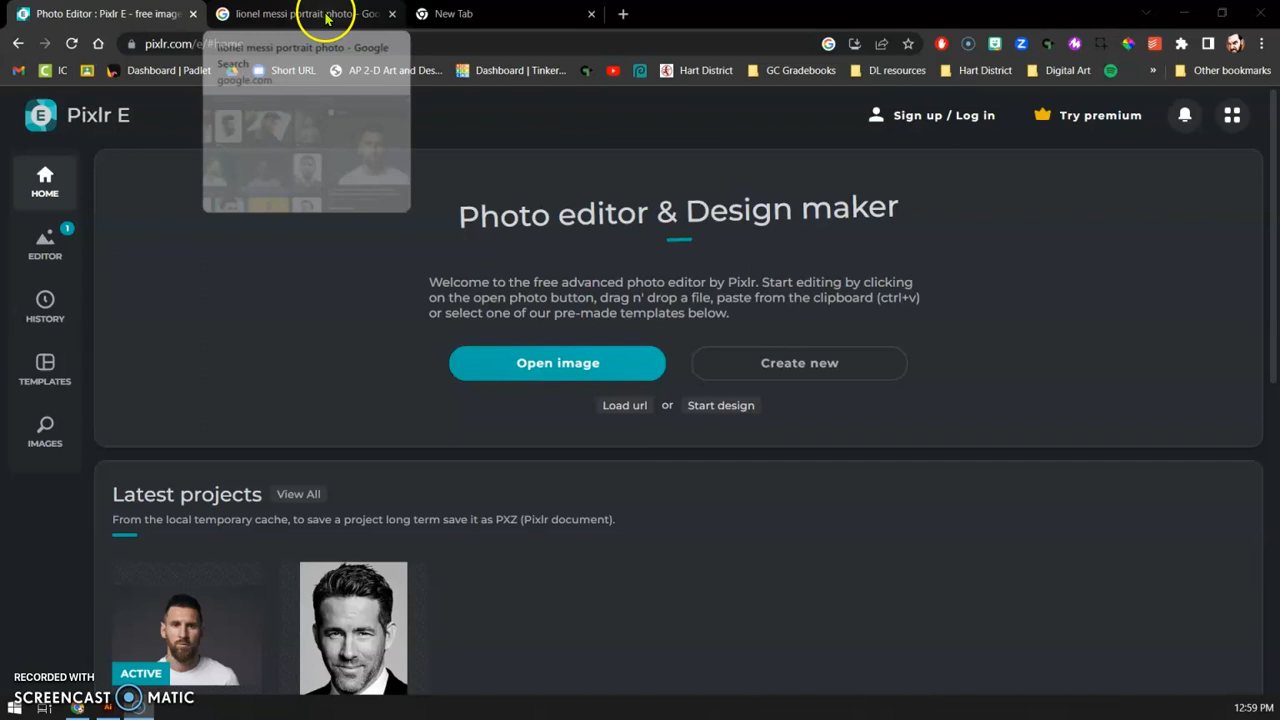 Photo Editor : Pixlr E - free image
lionel messi portrait photo - Goo
New Tab
pixlr.com/e/#home
lionel messi portrait photo - Google
Search
google.com
IC
Dashboard | Padlet
Short URL
AP 2-D Art and Des...
Dashboard | Tinker...
Hart District
GC Gradebooks
DL resources
Hart District
Digital Art
»
Other bookmarks
E
Pixlr E
Sign up / Log in
Try premium
HOME
1
EDITOR
HISTORY
TEMPLATES
IMAGES
Photo editor & Design maker
Welcome to the free advanced photo editor by Pixlr. Start editing by clicking
on the open photo button, drag n' drop a file, paste from the clipboard (ctrl+v)
or select one of our pre-made templates below.
Open image
Create new
Load url or Start design
Latest projects
View All
From the local temporary cache, to save a project long term save it as PXZ (Pixlr document).
ACTIVE
RECORDED WITH
SCREENCAST MATIC
12:59 PM